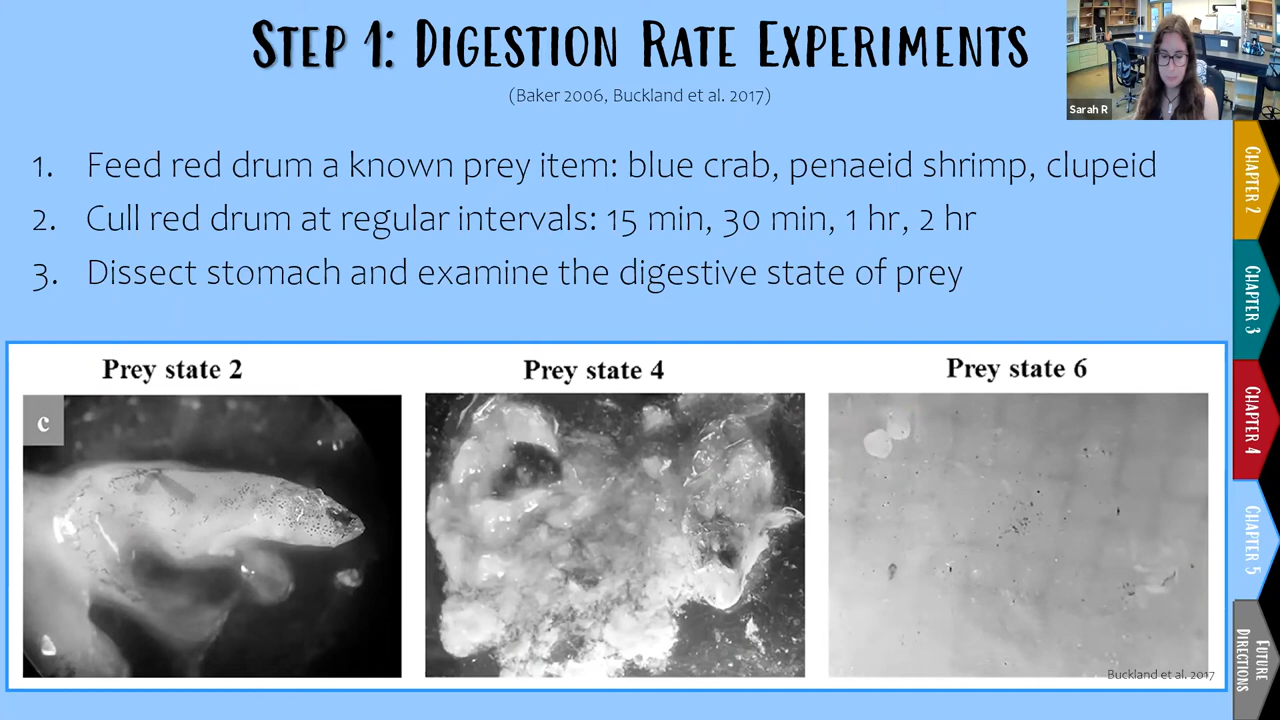 STEP 1: DIGESTION RATE EXPERIMENTS
(Baker 2006, Buckland et al. 2017)
Sarah R
1. Feed red drum a known prey item: blue crab, penaeid shrimp, clupeid
2. Cull red drum at regular intervals: 15 min, 30 min, 1 hr, 2 hr
3. Dissect stomach and examine the digestive state of prey
Prey state 2
Prey state 4
Prey state 6
c
Buckland et al. 2017
CHAPTER 2
CHAPTER 3
CHAPTER 4
CHAPTER 5
FUTURE
DIRECTIONS